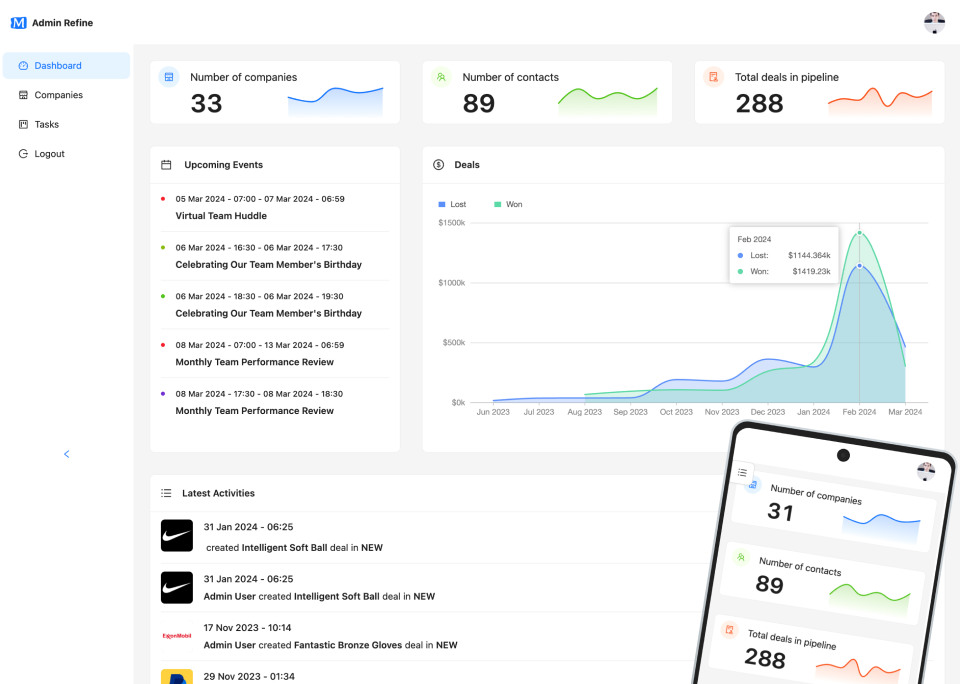 Admin Refine
Dashboard
Companies
Tasks
Logout
Number of companies
33
Number of contacts
89
Total deals in pipeline
288
Upcoming Events
05 Mar 2024 - 07:00 - 07 Mar 2024 - 06:59
Virtual Team Huddle
06 Mar 2024 - 16:30 - 06 Mar 2024 - 17:30
Celebrating Our Team Member's Birthday
06 Mar 2024 - 18:30 - 06 Mar 2024 - 19:30
Celebrating Our Team Member's Birthday
08 Mar 2024 - 07:00 - 13 Mar 2024 - 06:59
Monthly Team Performance Review
08 Mar 2024 - 17:30 - 08 Mar 2024 - 18:30
Monthly Team Performance Review
Deals
Lost Won
$1500k
$1000k
$500k
$0k
Feb 2024
Lost: $1144.364k
Won: $1419.23k
Jun 2023 Jul 2023 Aug 2023 Sep 2023 Oct 2023 Nov 2023 Dec 2023 Jan 2024 Feb 2024 Mar 2024
Latest Activities
31 Jan 2024 - 06:25
created Intelligent Soft Ball deal in NEW
31 Jan 2024 - 06:25
Admin User created Intelligent Soft Ball deal in NEW
ExxonMobil
17 Nov 2023 - 10:14
Admin User created Fantastic Bronze Gloves deal in NEW
29 Nov 2023 - 01:34
Number of companies
31
Number of contacts
89
Total deals in pipeline
288